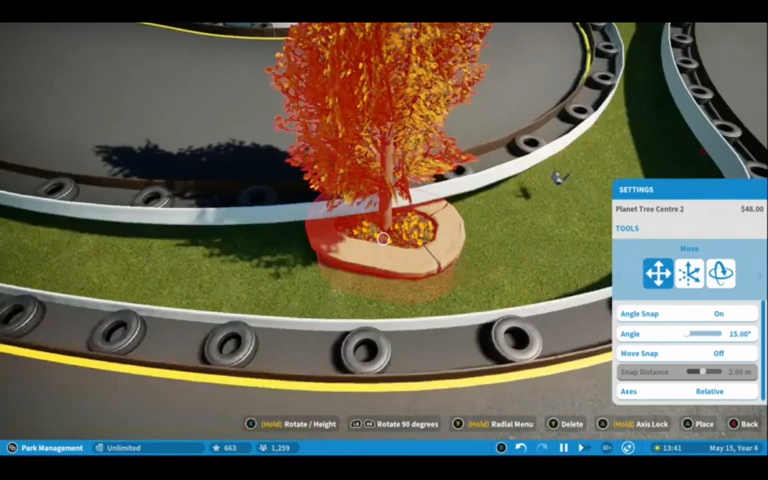 SETTINGS
Planet Tree Centre 2 $48.00
TOOLS
Move
Angle Snap On
Angle 15.00°
Move Snap Off
Snap Distance 2.00 m
Axes Relative
(Hold) Rotate / Height Rotate 90 degrees Y (Hold) Radial Menu Y Delete A (Hold) Axis Lock A Place B Back
Park Management Unlimited 663 1,259 13:41 May 15, Year 4